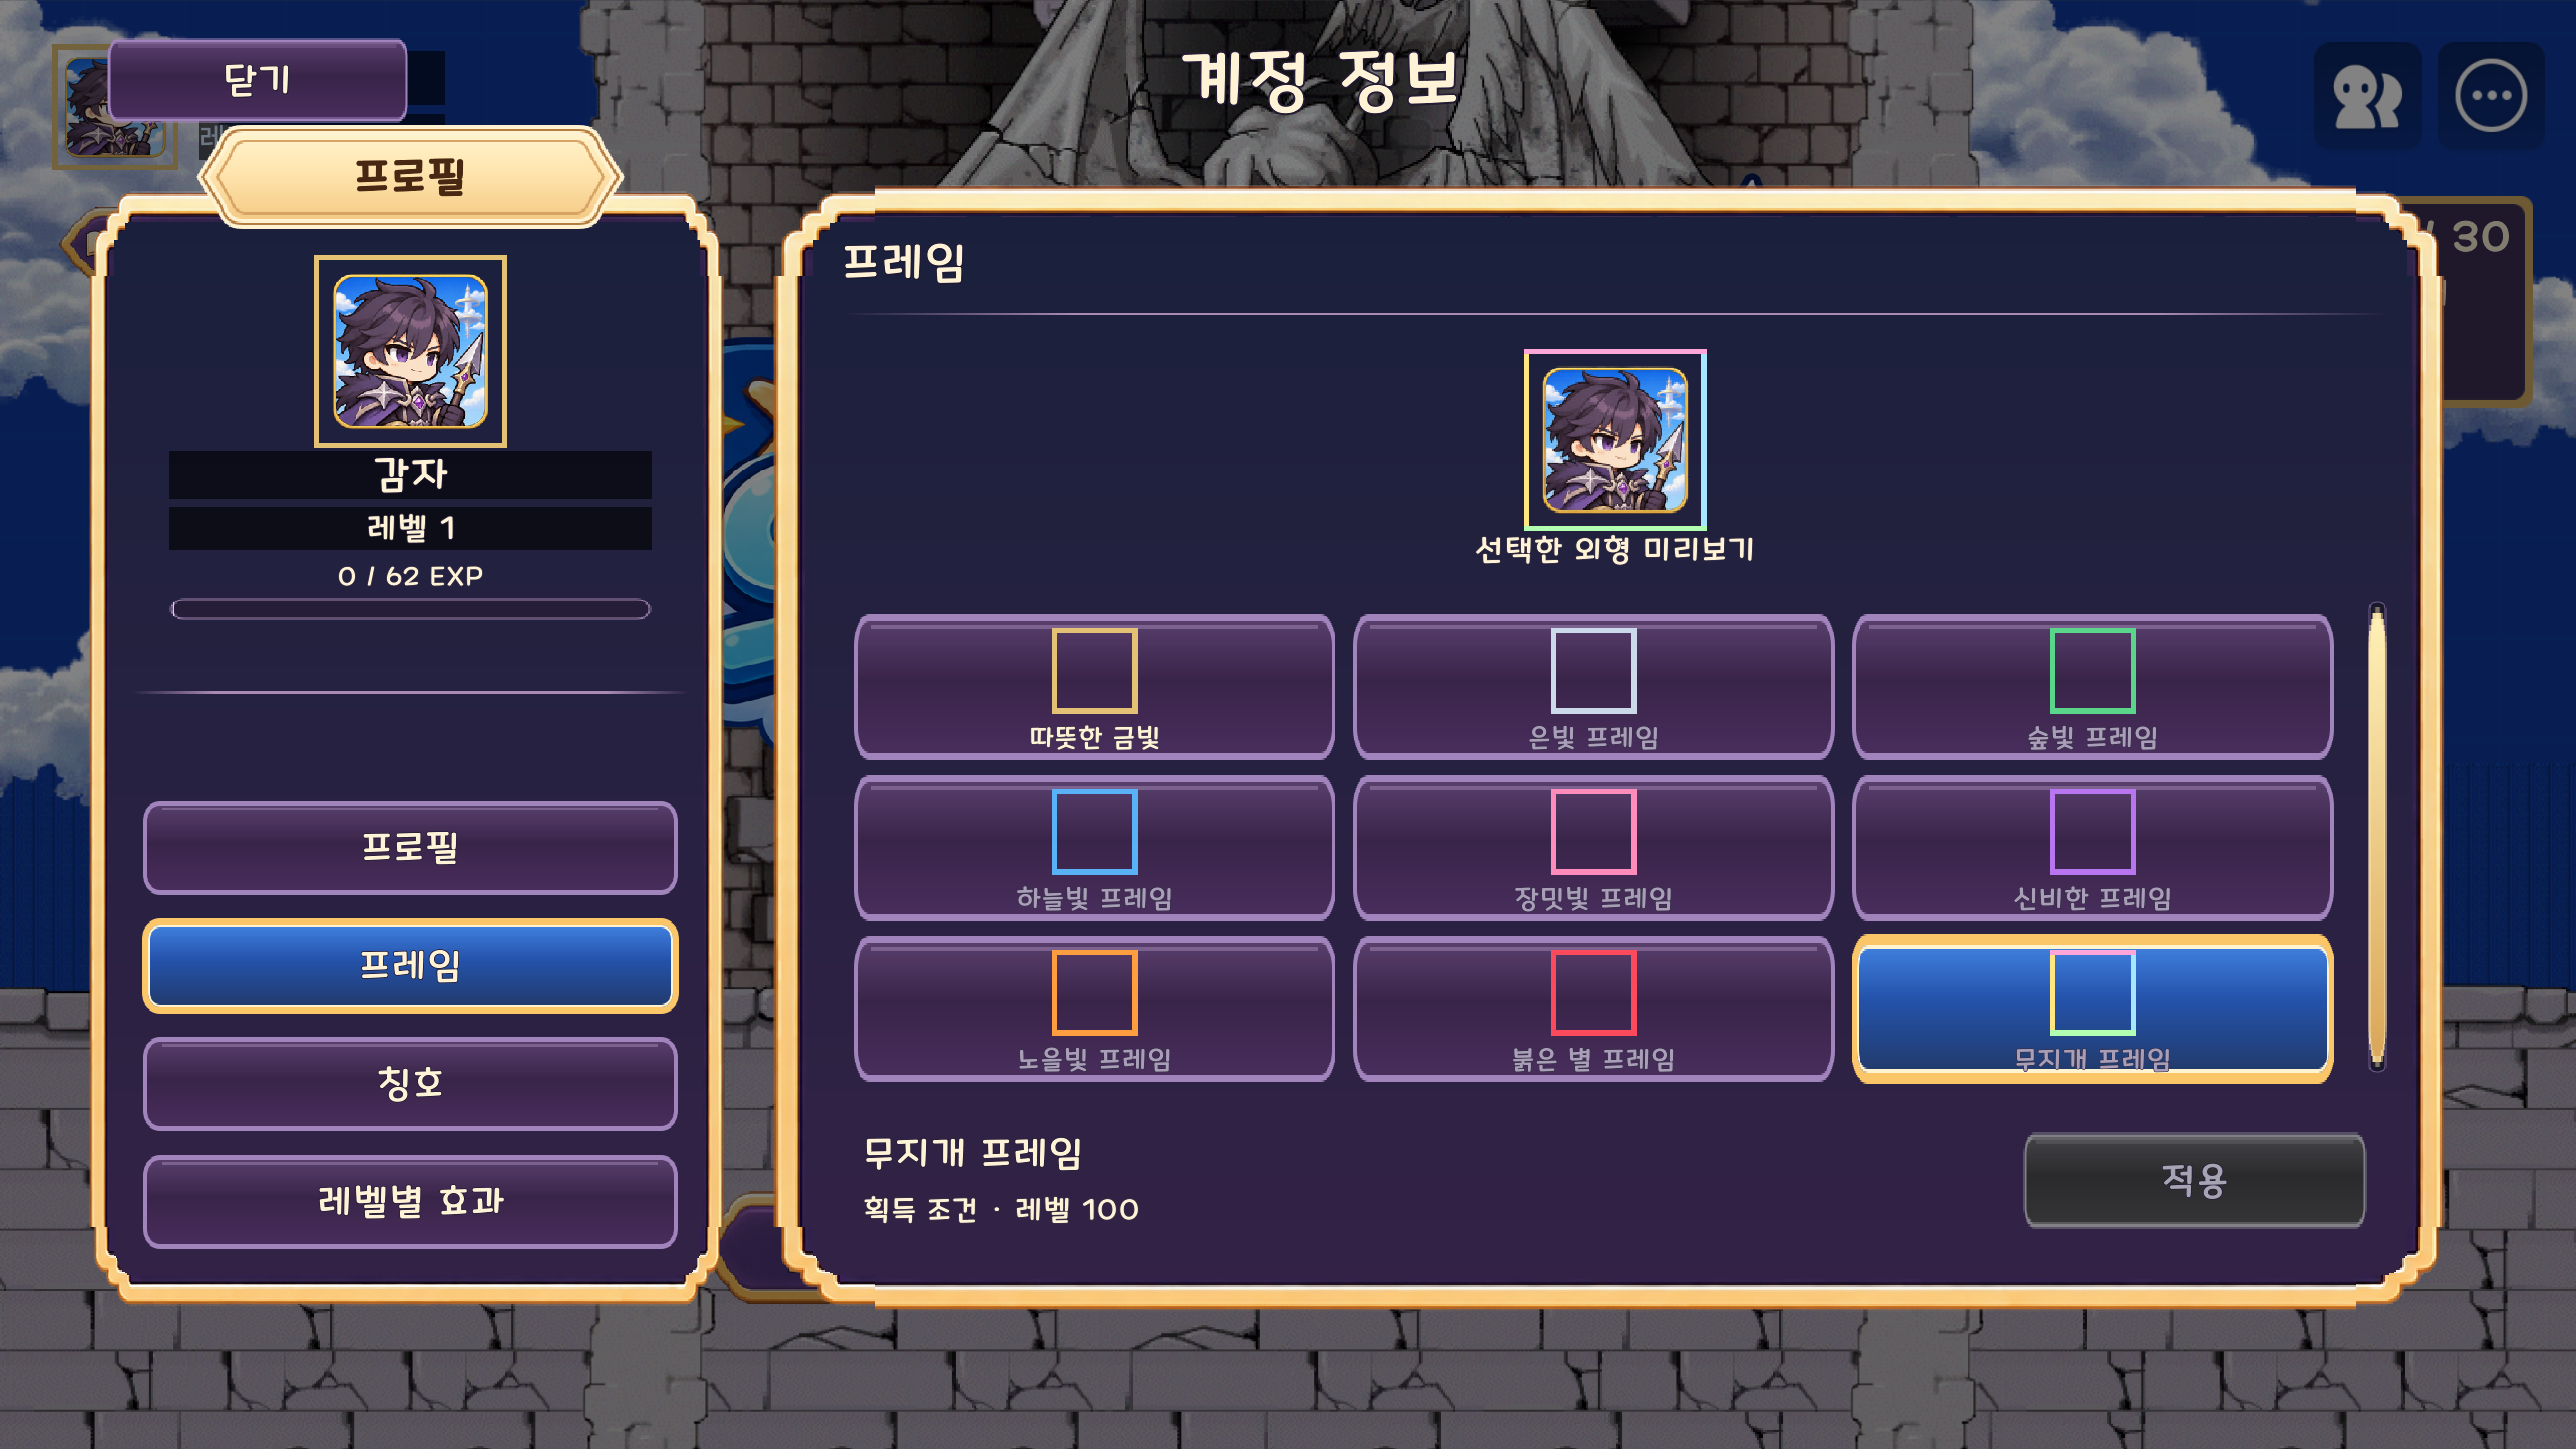 닫기
계정 정보
레
프로필
/ 30
감자
레벨 1
0 / 62 EXP
프로필
프레임
칭호
레벨별 효과
프레임
선택한 외형 미리보기
따뜻한 금빛
은빛 프레임
숲빛 프레임
하늘빛 프레임
장밋빛 프레임
신비한 프레임
노을빛 프레임
붉은 별 프레임
무지개 프레임
무지개 프레임
획득 조건 · 레벨 100
적용